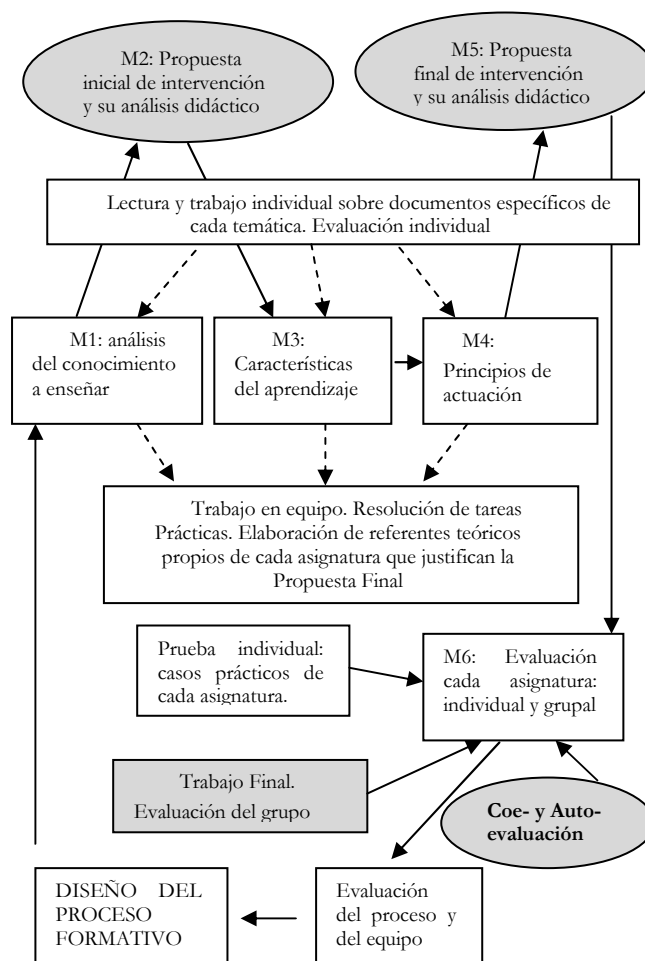 M2: Propuesta
inicial de intervención
y su análisis didáctico
M5: Propuesta
final de intervención
y su análisis didáctico
Lectura y trabajo individual sobre documentos específicos de
cada temática. Evaluación individual
M1: análisis
del conocimiento
a enseñar
M3:
Características
del aprendizaje
M4:
Principios de
actuación
Trabajo en equipo. Resolución de tareas
Prácticas. Elaboración de referentes teóricos
propios de cada asignatura que justifican la
Propuesta Final
Prueba individual:
casos prácticos de
cada asignatura.
M6: Evaluación
cada asignatura:
individual y grupal
Trabajo Final.
Evaluación del grupo
Coe- y Auto-
evaluación
DISEÑO DEL
PROCESO
FORMATIVO
Evaluación
del proceso y
del equipo